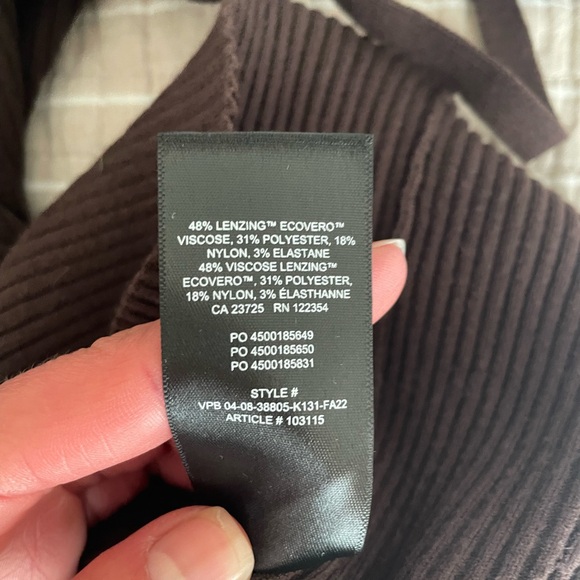 48% LENZING™ ECOVERO™
VISCOSE, 31% POLYESTER, 18%
NYLON, 3% ELASTANE
48% VISCOSE LENZING™
ECOVERO™, 31% POLYESTER,
18% NYLON, 3% ÉLASTHANNE
CA 23725 RN 122354
PO 4500185649
PO 4500185650
PO 4500185831
STYLE #
VPB 04-08-38805-K131-FA22
ARTICLE # 103115